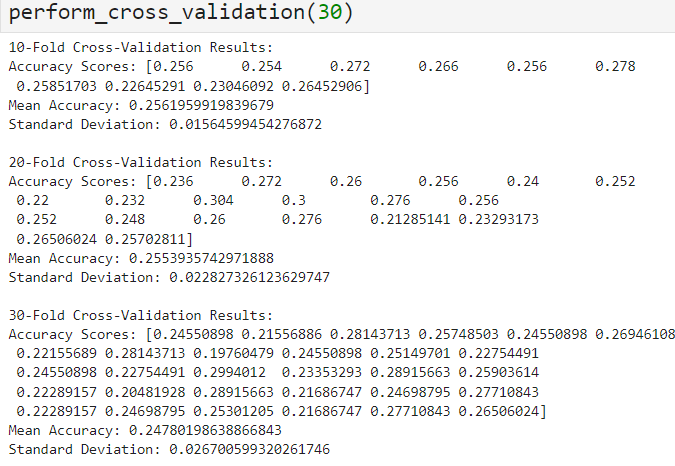 perform_cross_validation(30)
10-Fold Cross-Validation Results:
Accuracy Scores: [0.256      0.254      0.272      0.266      0.256      0.278
 0.25851703 0.22645291 0.23046092 0.26452906]
Mean Accuracy: 0.2561959919839679
Standard Deviation: 0.01564599454276872
20-Fold Cross-Validation Results:
Accuracy Scores: [0.236      0.272      0.26       0.256      0.24       0.252
 0.22       0.232      0.304      0.3        0.276      0.256
 0.252      0.248      0.26       0.276      0.21285141 0.23293173
 0.26506024 0.25702811]
Mean Accuracy: 0.2553935742971888
Standard Deviation: 0.022827326123629747
30-Fold Cross-Validation Results:
Accuracy Scores: [0.24550898 0.21556886 0.28143713 0.25748503 0.24550898 0.26946108
 0.22155689 0.28143713 0.19760479 0.24550898 0.25149701 0.22754491
 0.24550898 0.22754491 0.2994012  0.23353293 0.28915663 0.25903614
 0.22289157 0.20481928 0.28915663 0.21686747 0.24698795 0.27710843
 0.22289157 0.24698795 0.25301205 0.21686747 0.27710843 0.26506024]
Mean Accuracy: 0.24780198638866843
Standard Deviation: 0.026700599320261746